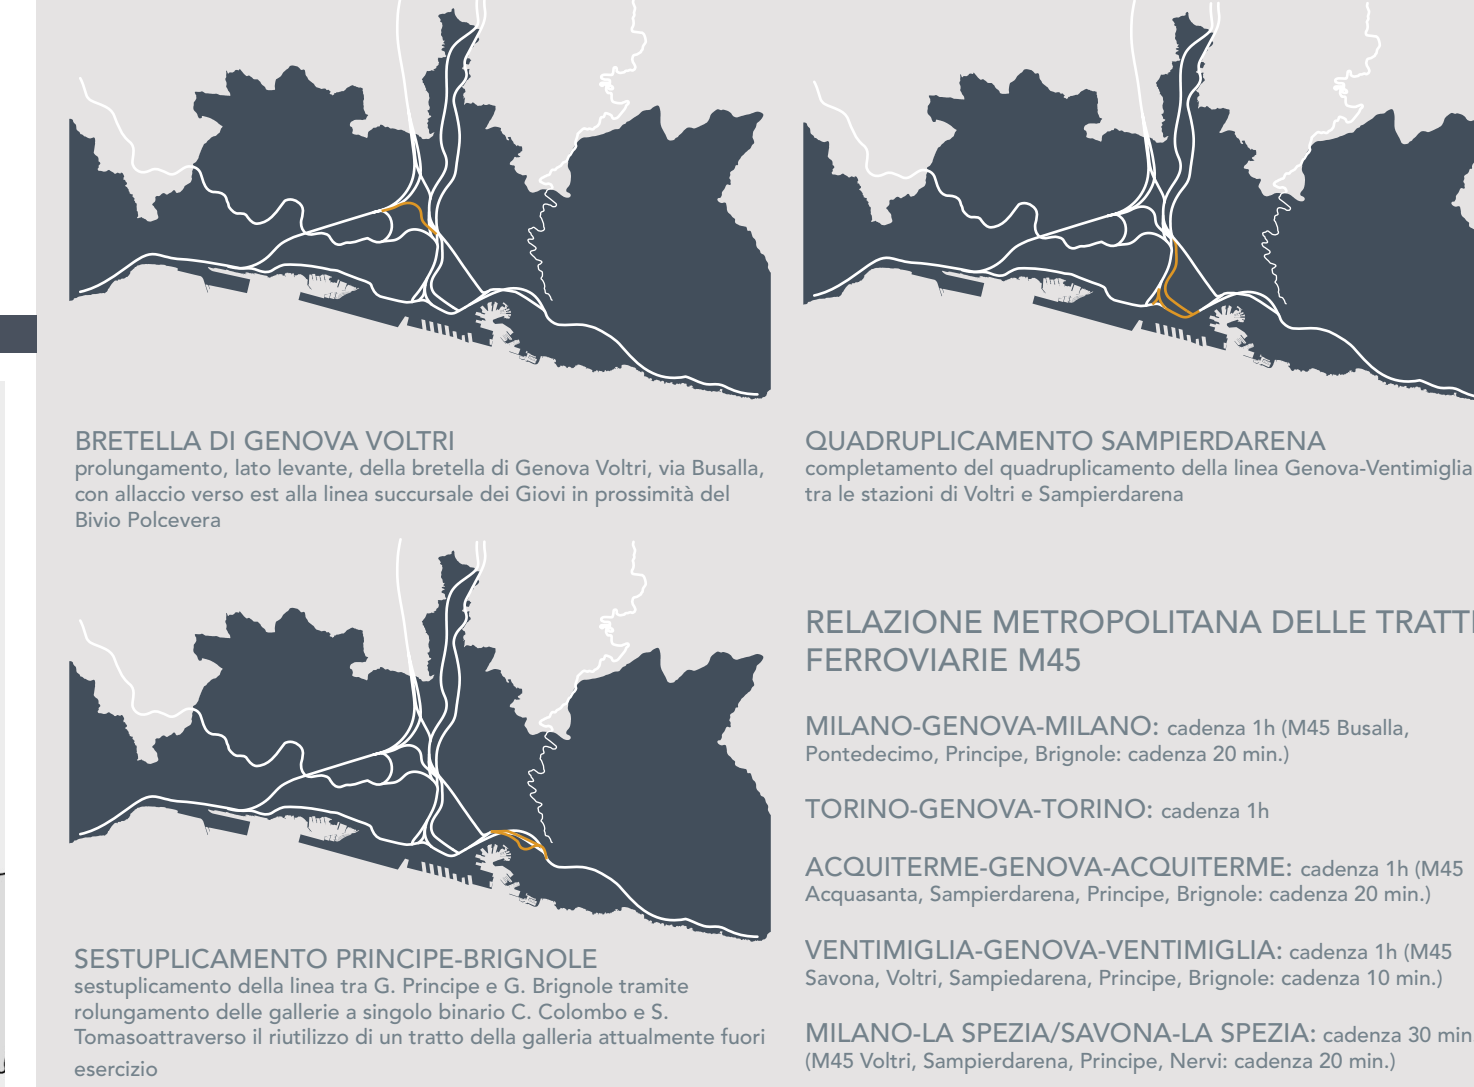 BRETELLA DI GENOVA VOLTRI
prolungamento, lato levante, della bretella di Genova Voltri, via Busalla,
con allaccio verso est alla linea succursale dei Giovi in prossimità del
Bivio Polcevera
QUADRUPLICAMENTO SAMPIERDARENA
completamento del quadruplicamento della linea Genova-Ventimiglia
tra le stazioni di Voltri e Sampierdarena
SESTUPLICAMENTO PRINCIPE-BRIGNOLE
sestuplicamento della linea tra G. Principe e G. Brignole tramite
rolungamento delle gallerie a singolo binario C. Colombo e S.
Tomasoattraverso il riutilizzo di un tratto della galleria attualmente fuori
esercizio
RELAZIONE METROPOLITANA DELLE TRATTE
FERROVIARIE M45
MILANO-GENOVA-MILANO: cadenza 1h (M45 Busalla,
Pontedecimo, Principe, Brignole: cadenza 20 min.)
TORINO-GENOVA-TORINO: cadenza 1h
ACQUITERME-GENOVA-ACQUITERME: cadenza 1h (M45
Acquasanta, Sampierdarena, Principe, Brignole: cadenza 20 min.)
VENTIMIGLIA-GENOVA-VENTIMIGLIA: cadenza 1h (M45
Savona, Voltri, Sampiedarena, Principe, Brignole: cadenza 10 min.)
MILANO-LA SPEZIA/SAVONA-LA SPEZIA: cadenza 30 min
(M45 Voltri, Sampierdarena, Principe, Nervi: cadenza 20 min.)